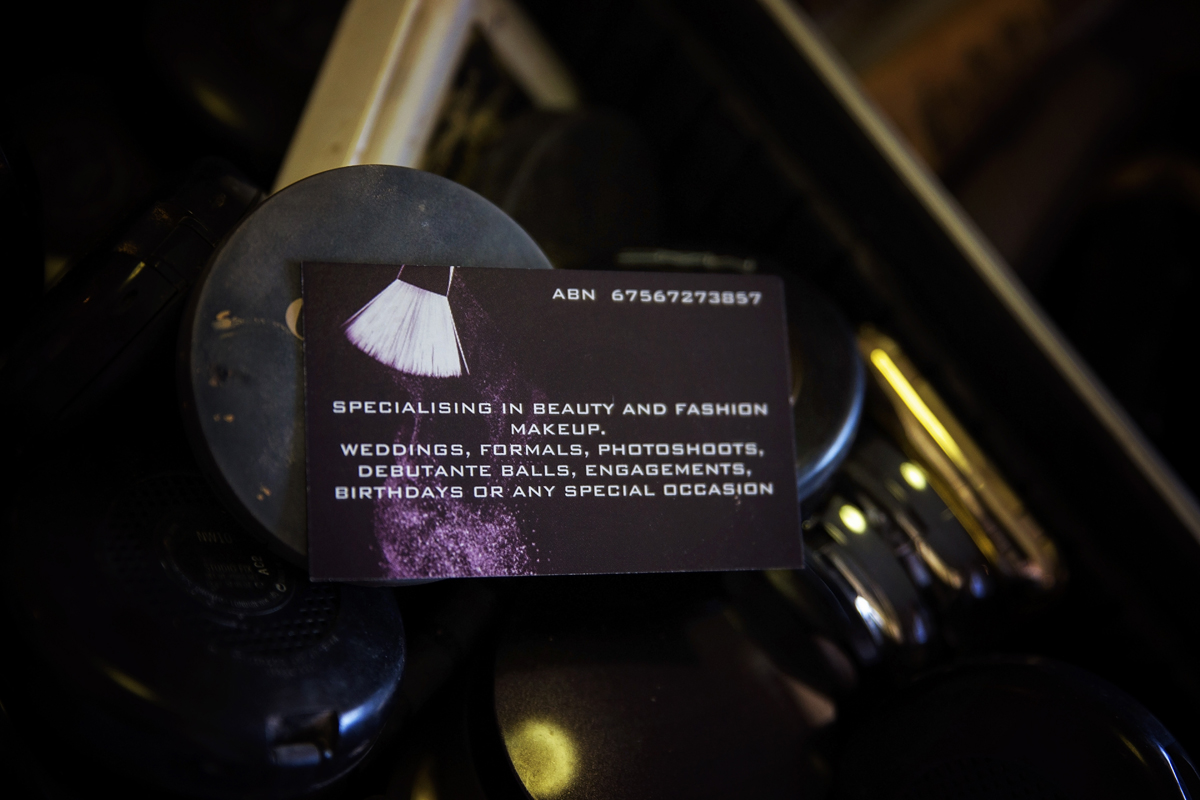 ABN 67567273857
SPECIALISING IN BEAUTY AND FASHION
MAKEUP.
WEDDINGS, FORMALS, PHOTOSHOOTS,
DEBUTANTE BALLS, ENGAGEMENTS,
BIRTHDAYS OR ANY SPECIAL OCCASION